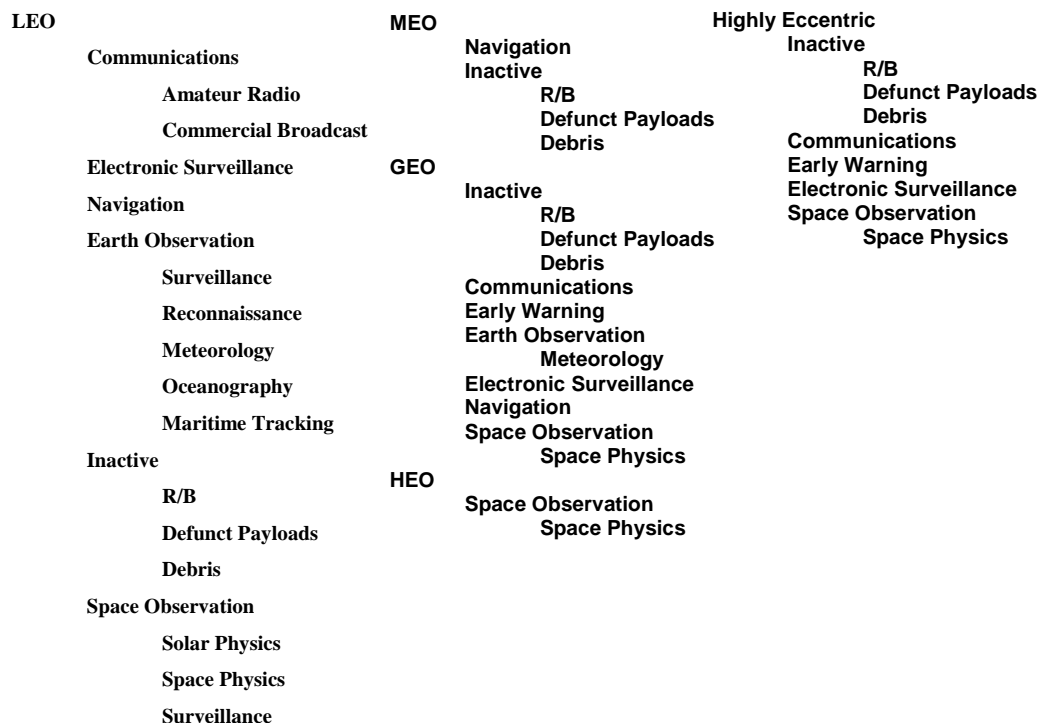 LEO
Communications
Amateur Radio
Commercial Broadcast
Electronic Surveillance
Navigation
Earth Observation
Surveillance
Reconnaissance
Meteorology
Oceanography
Maritime Tracking
Inactive
R/B
Defunct Payloads
Debris
Space Observation
Solar Physics
Space Physics
Surveillance
MEO
Navigation
Inactive
R/B
Defunct Payloads
Debris
GEO
Inactive
R/B
Defunct Payloads
Debris
Communications
Early Warning
Earth Observation
Meteorology
Electronic Surveillance
Navigation
Space Observation
Space Physics
HEO
Space Observation
Space Physics
Highly Eccentric
Inactive
R/B
Defunct Payloads
Debris
Communications
Early Warning
Electronic Surveillance
Space Observation
Space Physics